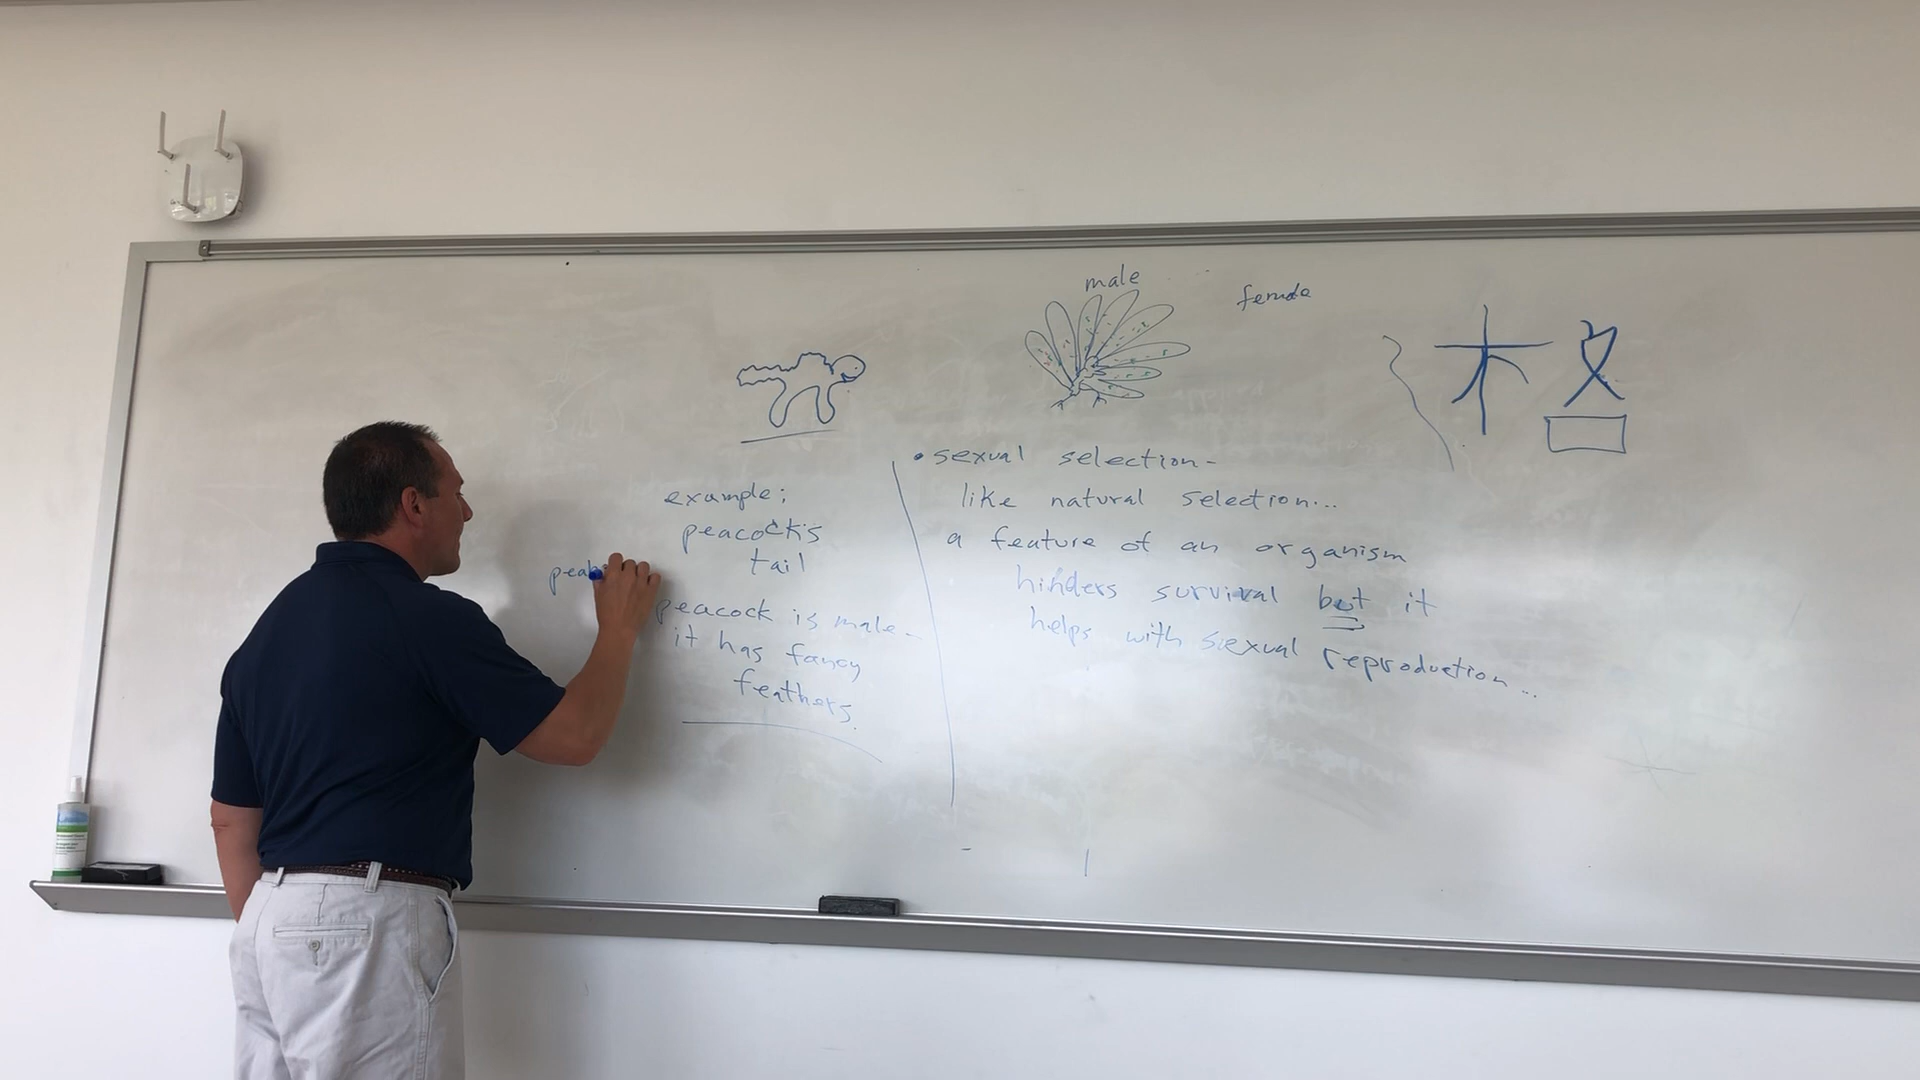 male
female
格
example;
peacock's
tail
peah
peacock is male-
it has fancy
feathers.
• sexual selection-
like natural selection...
a feature of an organism
hinders survival but it
helps with sexual reproduction...